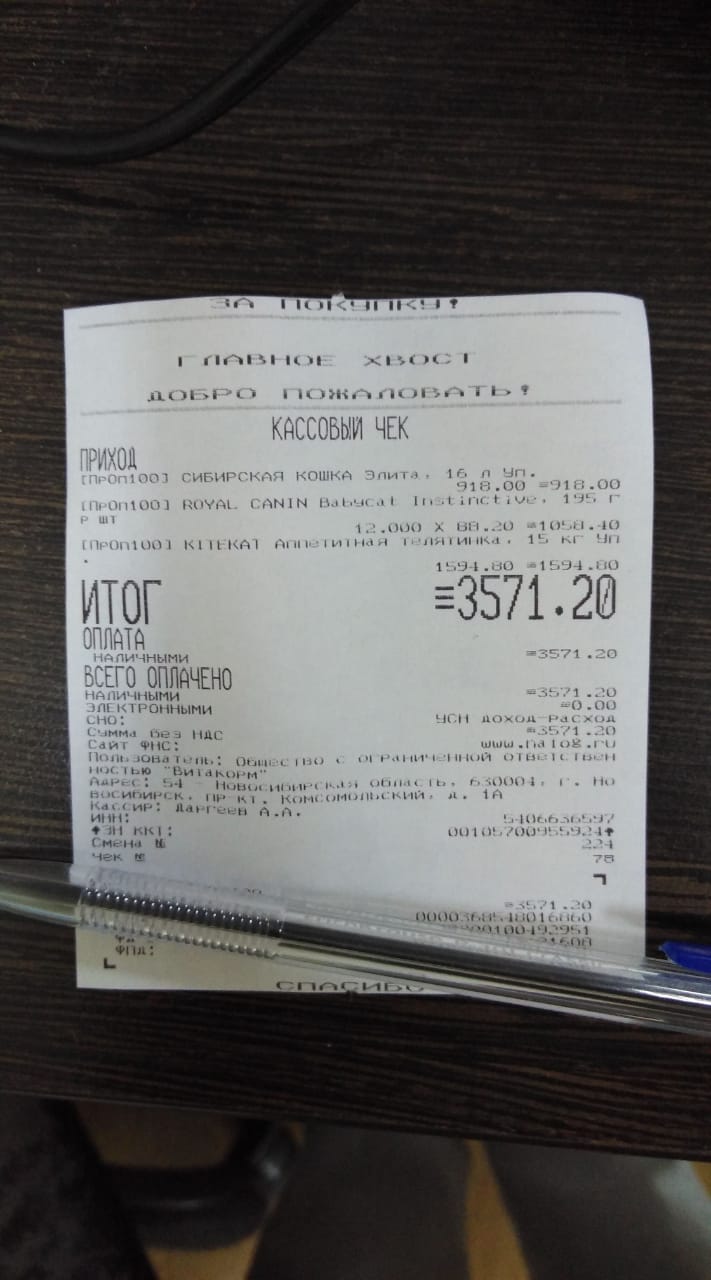 ЗА ПОКУПКУ!
ГЛАВНОЕ ХВОСТ
ДОБРО ПОЖАЛОВАТЬ!
КАССОВЫЙ ЧЕК
ПРИХОД
[ПрОп100] СИБИРСКАЯ КОШКА Элита, 16 л Уп.
918.00 =918.00
[ПрОп100] ROYAL CANIN Babycat Instinctive, 195 г
р шт
12.000 X 88.20 =1058.40
[ПрОп100] KITEKAT Аппетитная телятинка, 15 кг Уп
.
1594.80 =1594.80
ИТОГ =3571.20
ОПЛАТА
НАЛИЧНЫМИ =3571.20
ВСЕГО ОПЛАЧЕНО
НАЛИЧНЫМИ =3571.20
ЭЛЕКТРОННЫМИ =0.00
СНО: УСН доход-расход
Сумма без НДС =3571.20
Сайт ФНС: www.nalog.ru
Пользователь: Общество с ограниченной ответствен
ностью "Витакорм"
Адрес: 54 - Новосибирская область, 630004, г. Но
восибирск, пр-кт. Комсомольский, д. 1А
Кассир: Даргеев А.А.
ИНН: 5406636597
ЗН ККТ: 00105700955924
Смена № 224
Чек № 78
=3571.20
0000368548016860
ФПД:
СПАСИБО